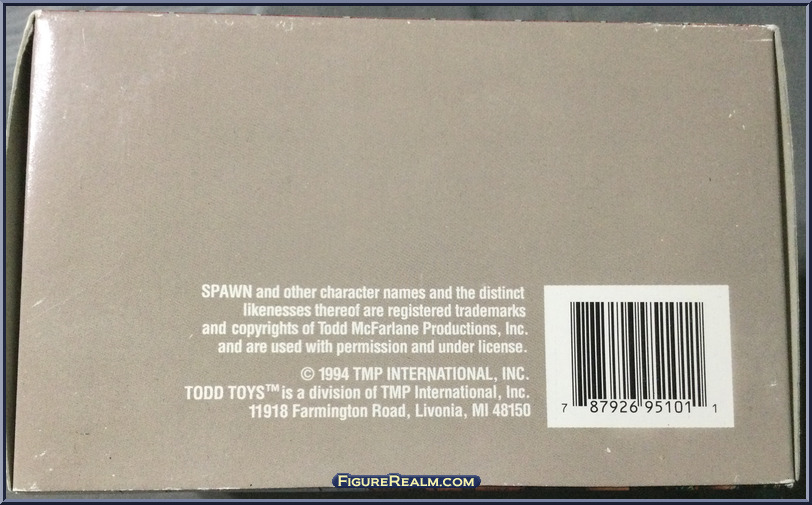 SPAWN and other character names and the distinct
likenesses thereof are registered trademarks
and copyrights of Todd McFarlane Productions, Inc.
and are used with permission and under license.
© 1994 TMP INTERNATIONAL, INC.
TODD TOYS™ is a division of TMP International, Inc.
11918 Farmington Road, Livonia, MI 48150
7 87926 95101 1
FIGUREREALM.COM